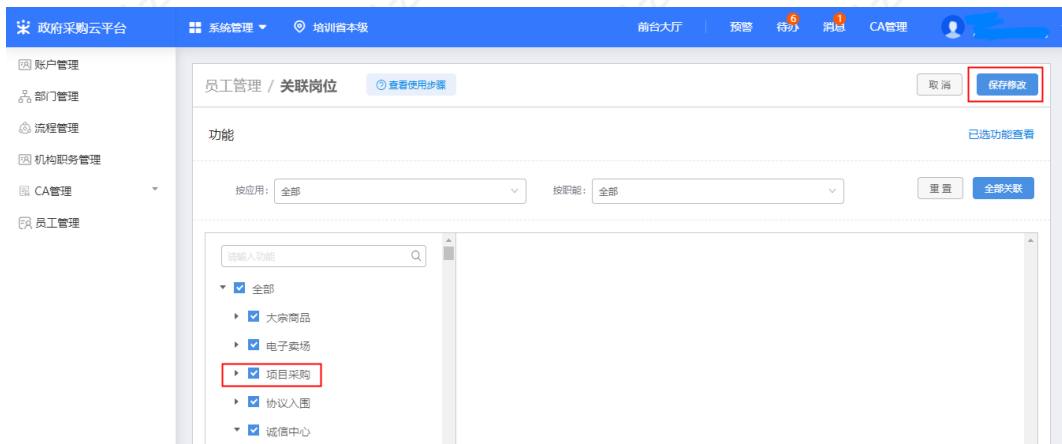 政府采购云平台 系统管理 培训省本级 前台大厅 预警 待办 6 消息 1 CA管理
账户管理
部门管理
流程管理
机构职务管理
CA管理
员工管理
员工管理 / 关联岗位 查看使用步骤 取消 保存修改
功能 已选功能查看
按应用: 全部 按职能: 全部 重置 全部关联
请输入功能
全部
大宗商品
电子卖场
项目采购
协议入围
诚信中心